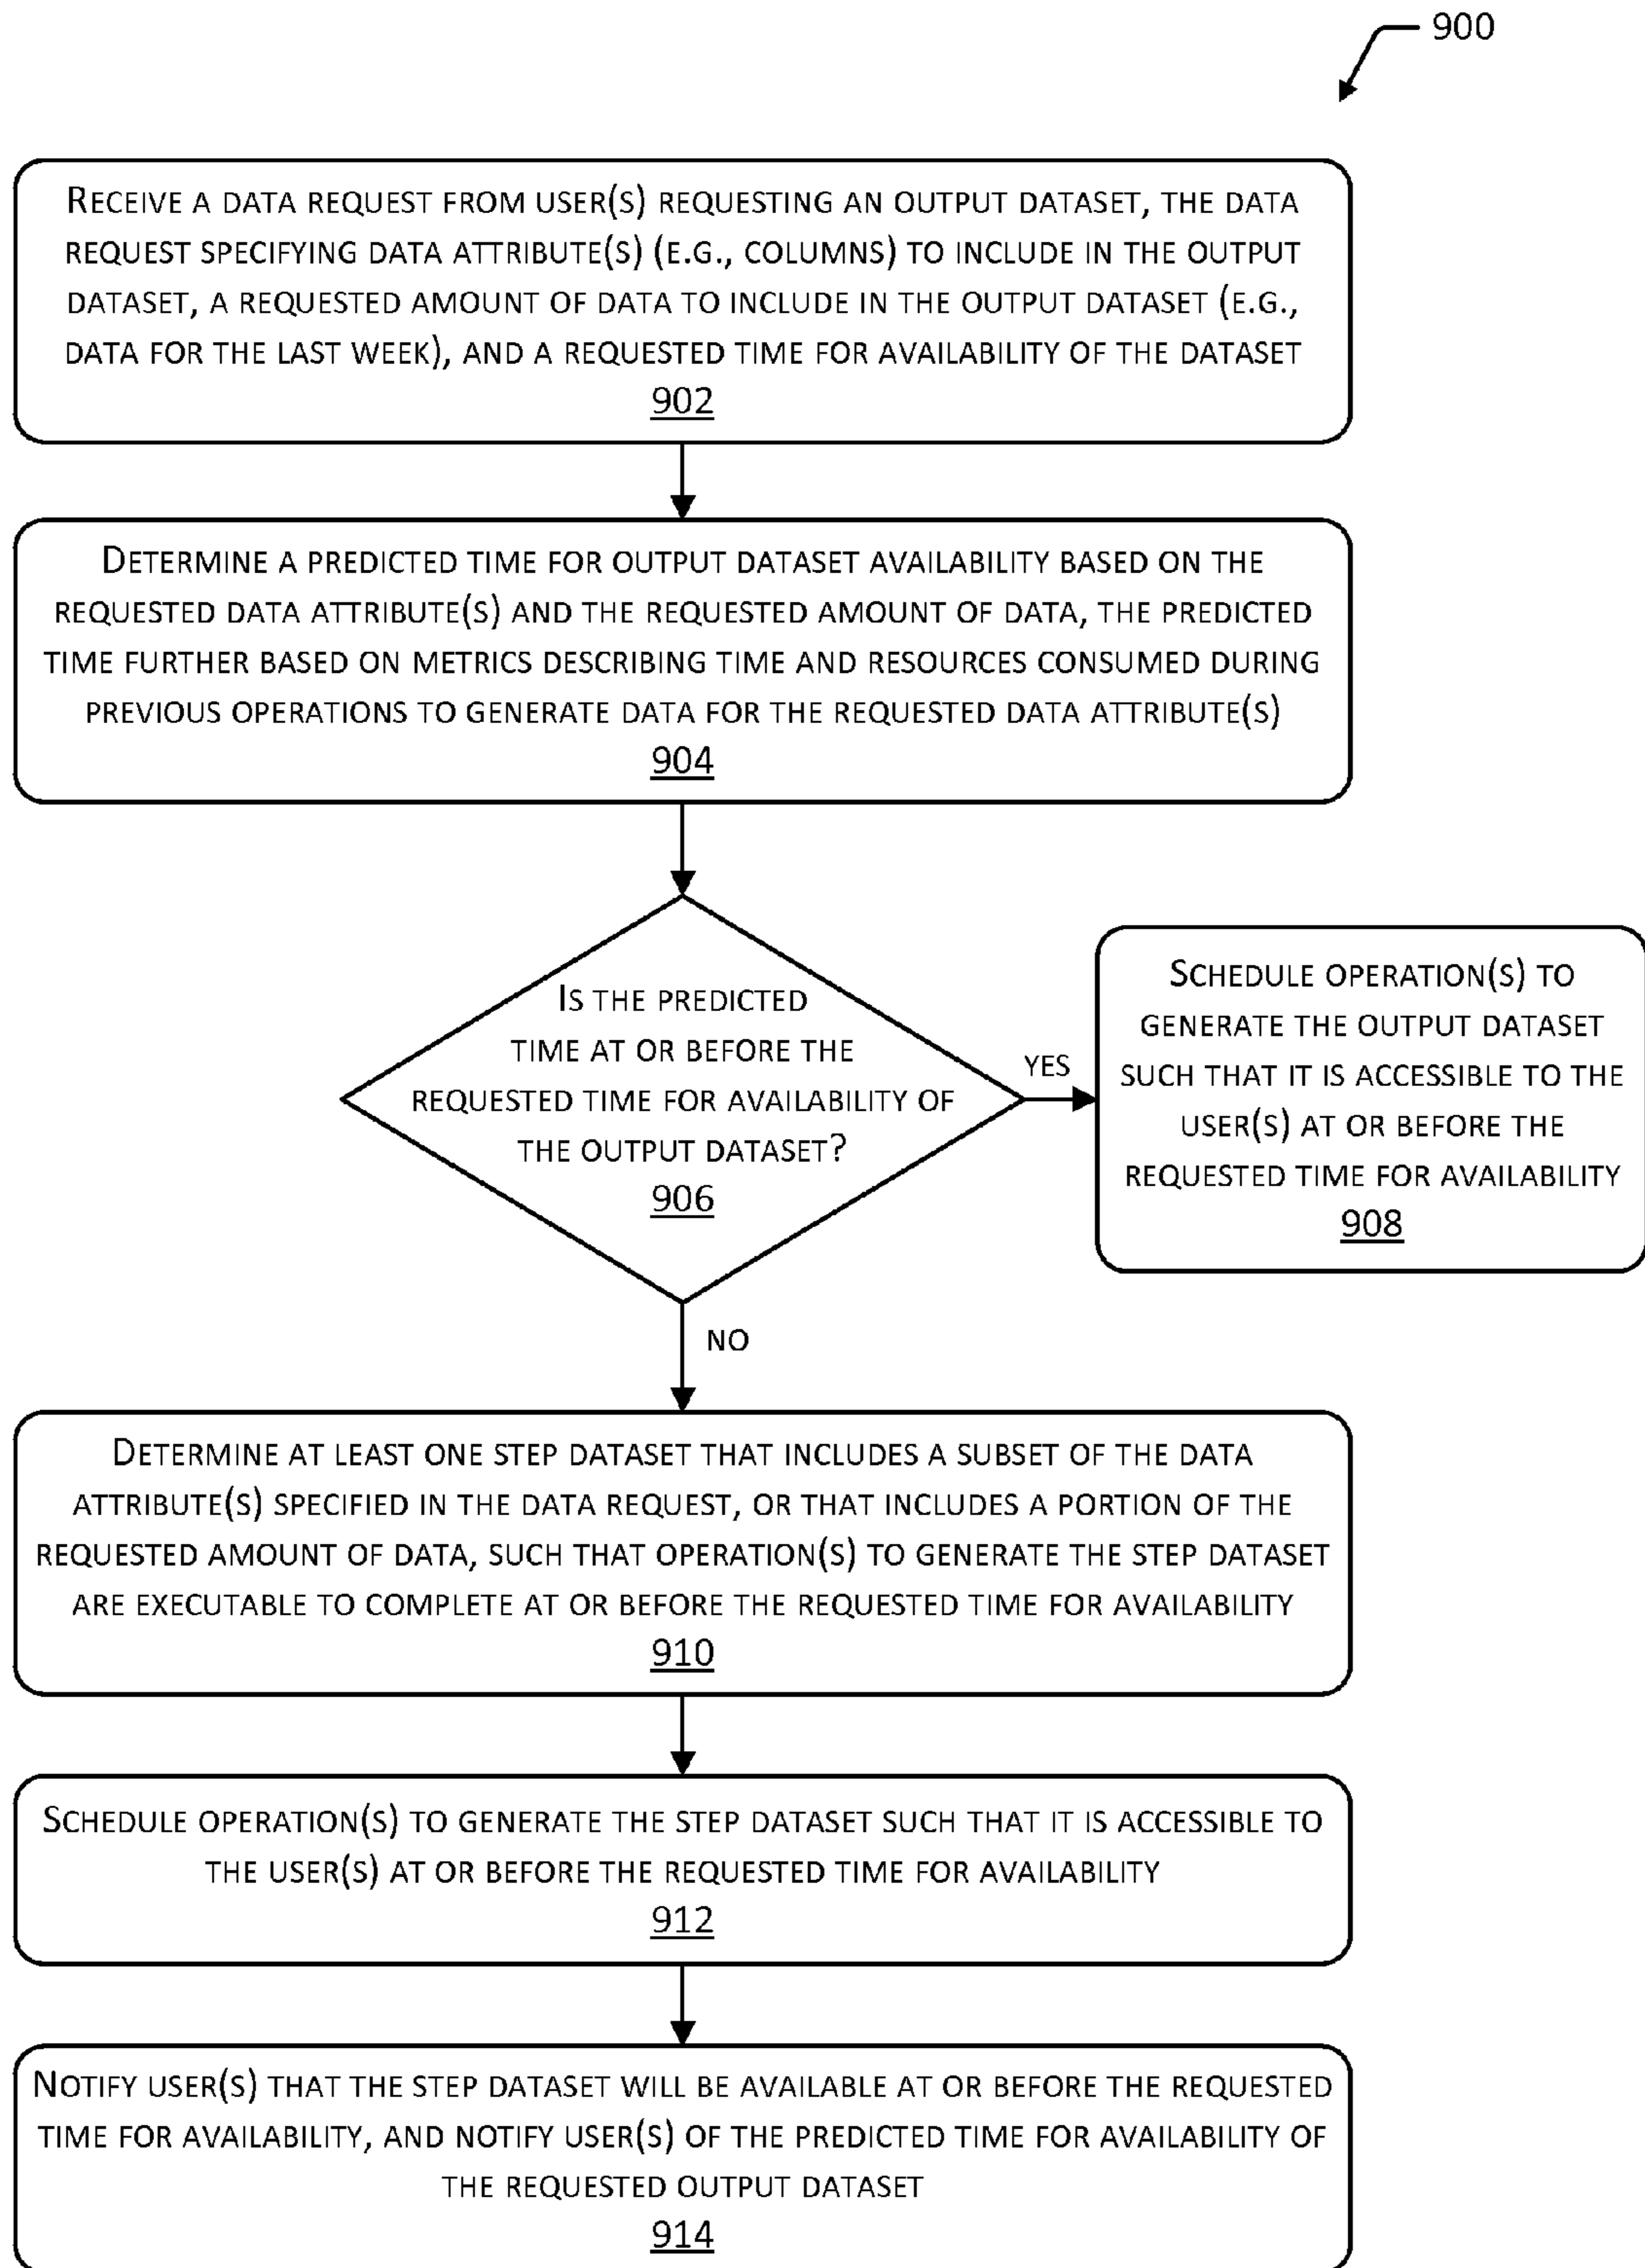 900
RECEIVE A DATA REQUEST FROM USER(S) REQUESTING AN OUTPUT DATASET, THE DATA
REQUEST SPECIFYING DATA ATTRIBUTE(S) (E.G., COLUMNS) TO INCLUDE IN THE OUTPUT
DATASET, A REQUESTED AMOUNT OF DATA TO INCLUDE IN THE OUTPUT DATASET (E.G.,
DATA FOR THE LAST WEEK), AND A REQUESTED TIME FOR AVAILABILITY OF THE DATASET
902
DETERMINE A PREDICTED TIME FOR OUTPUT DATASET AVAILABILITY BASED ON THE
REQUESTED DATA ATTRIBUTE(S) AND THE REQUESTED AMOUNT OF DATA, THE PREDICTED
TIME FURTHER BASED ON METRICS DESCRIBING TIME AND RESOURCES CONSUMED DURING
PREVIOUS OPERATIONS TO GENERATE DATA FOR THE REQUESTED DATA ATTRIBUTE(S)
904
IS THE PREDICTED
TIME AT OR BEFORE THE
REQUESTED TIME FOR AVAILABILITY OF
THE OUTPUT DATASET?
906
YES
SCHEDULE OPERATION(S) TO
GENERATE THE OUTPUT DATASET
SUCH THAT IT IS ACCESSIBLE TO THE
USER(S) AT OR BEFORE THE
REQUESTED TIME FOR AVAILABILITY
908
NO
DETERMINE AT LEAST ONE STEP DATASET THAT INCLUDES A SUBSET OF THE DATA
ATTRIBUTE(S) SPECIFIED IN THE DATA REQUEST, OR THAT INCLUDES A PORTION OF THE
REQUESTED AMOUNT OF DATA, SUCH THAT OPERATION(S) TO GENERATE THE STEP DATASET
ARE EXECUTABLE TO COMPLETE AT OR BEFORE THE REQUESTED TIME FOR AVAILABILITY
910
SCHEDULE OPERATION(S) TO GENERATE THE STEP DATASET SUCH THAT IT IS ACCESSIBLE TO
THE USER(S) AT OR BEFORE THE REQUESTED TIME FOR AVAILABILITY
912
NOTIFY USER(S) THAT THE STEP DATASET WILL BE AVAILABLE AT OR BEFORE THE REQUESTED
TIME FOR AVAILABILITY, AND NOTIFY USER(S) OF THE PREDICTED TIME FOR AVAILABILITY OF
THE REQUESTED OUTPUT DATASET
914